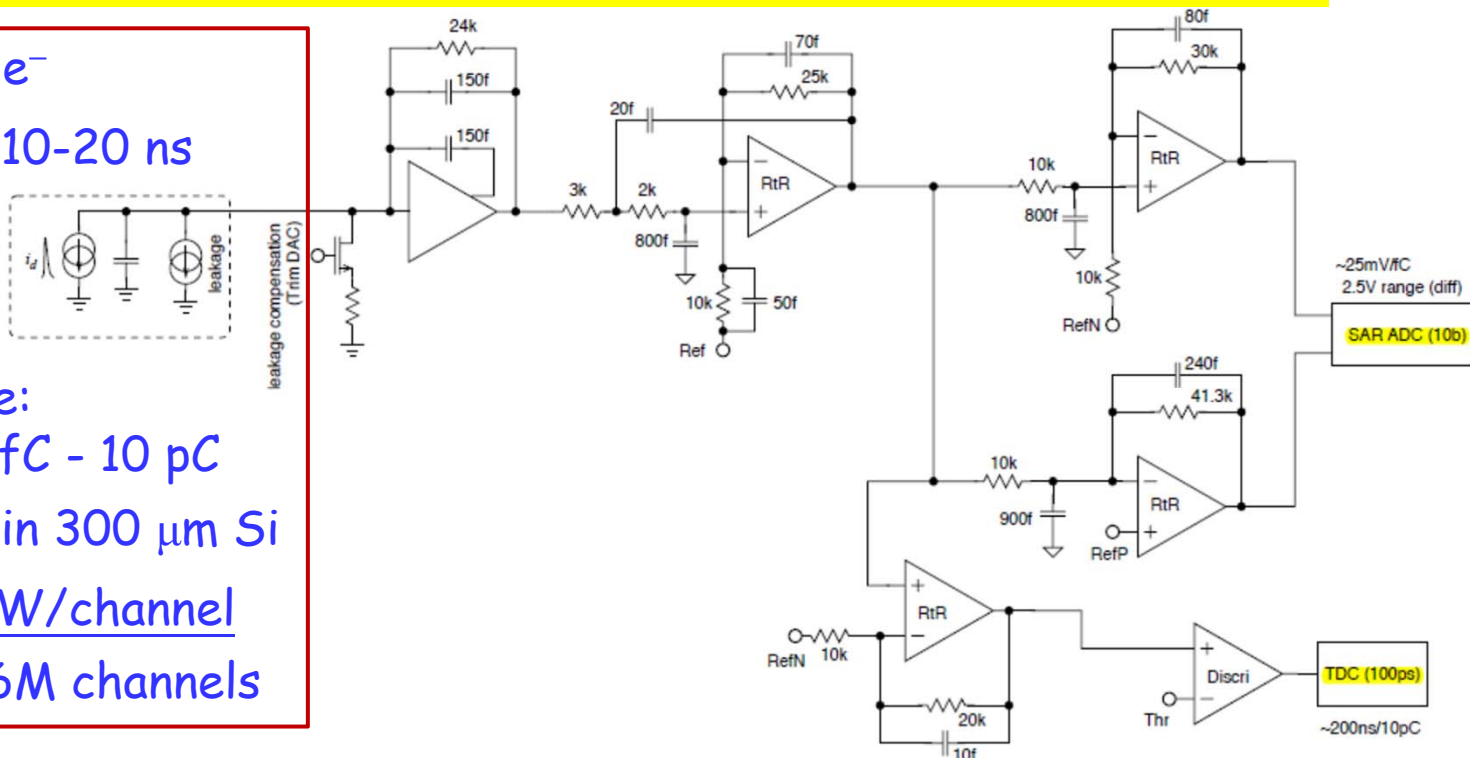 e⁻
10-20 ns
e:
fC - 10 pC
in 300 μm Si
W/channel
6M channels
i_d
leakage
leakage compensation
(Trim DAC)
24k
150f
150f
3k
2k
20f
800f
70f
25k
RtR
10k
50f
Ref
80f
30k
10k
800f
RtR
10k
RefN
240f
41.3k
10k
900f
RtR
RefP
RtR
RefN
10k
20k
10f
Discri
Thr
~25mV/fC
2.5V range (diff)
SAR ADC (10b)
TDC (100ps)
~200ns/10pC